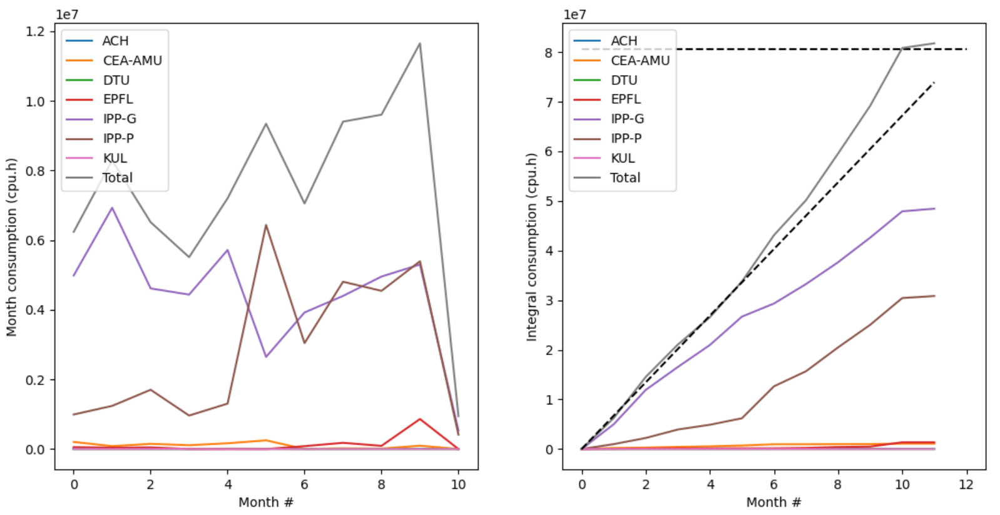 1e7
1.2
1.0
0.8
0.6
0.4
0.2
0.0
Month consumption (cpu.h)
ACH
CEA-AMU
DTU
EPFL
IPP-G
IPP-P
KUL
Total
0 2 4 6 8 10
Month #
1e7
8
7
6
5
4
3
2
1
0
Integral consumption (cpu.h)
ACH
CEA-AMU
DTU
EPFL
IPP-G
IPP-P
KUL
Total
0 2 4 6 8 10 12
Month #